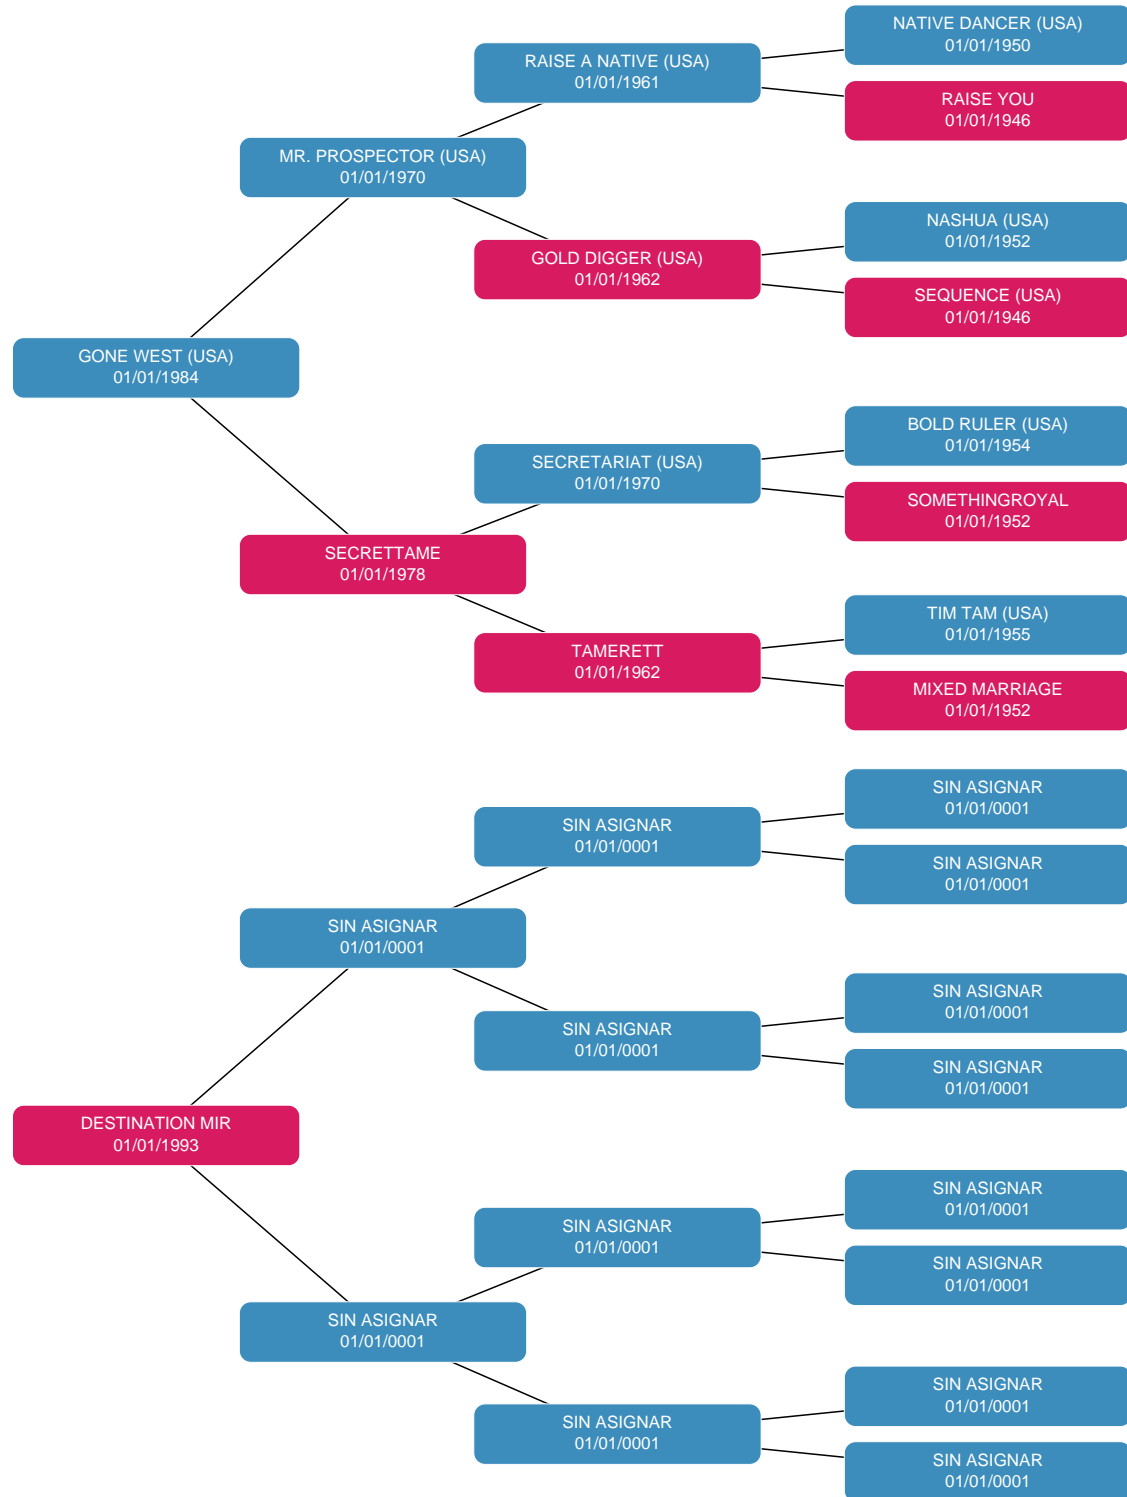 NATIVE DANCER (USA)
01/01/1950
RAISE A NATIVE (USA)
01/01/1961
RAISE YOU
01/01/1946
MR. PROSPECTOR (USA)
01/01/1970
NASHUA (USA)
01/01/1952
GOLD DIGGER (USA)
01/01/1962
SEQUENCE (USA)
01/01/1946
GONE WEST (USA)
01/01/1984
BOLD RULER (USA)
01/01/1954
SECRETARIAT (USA)
01/01/1970
SOMETHINGROYAL
01/01/1952
SECRETTAME
01/01/1978
TIM TAM (USA)
01/01/1955
TAMERETT
01/01/1962
MIXED MARRIAGE
01/01/1952
SIN ASIGNAR
01/01/0001
SIN ASIGNAR
01/01/0001
SIN ASIGNAR
01/01/0001
SIN ASIGNAR
01/01/0001
SIN ASIGNAR
01/01/0001
SIN ASIGNAR
01/01/0001
SIN ASIGNAR
01/01/0001
DESTINATION MIR
01/01/1993
SIN ASIGNAR
01/01/0001
SIN ASIGNAR
01/01/0001
SIN ASIGNAR
01/01/0001
SIN ASIGNAR
01/01/0001
SIN ASIGNAR
01/01/0001
SIN ASIGNAR
01/01/0001
SIN ASIGNAR
01/01/0001